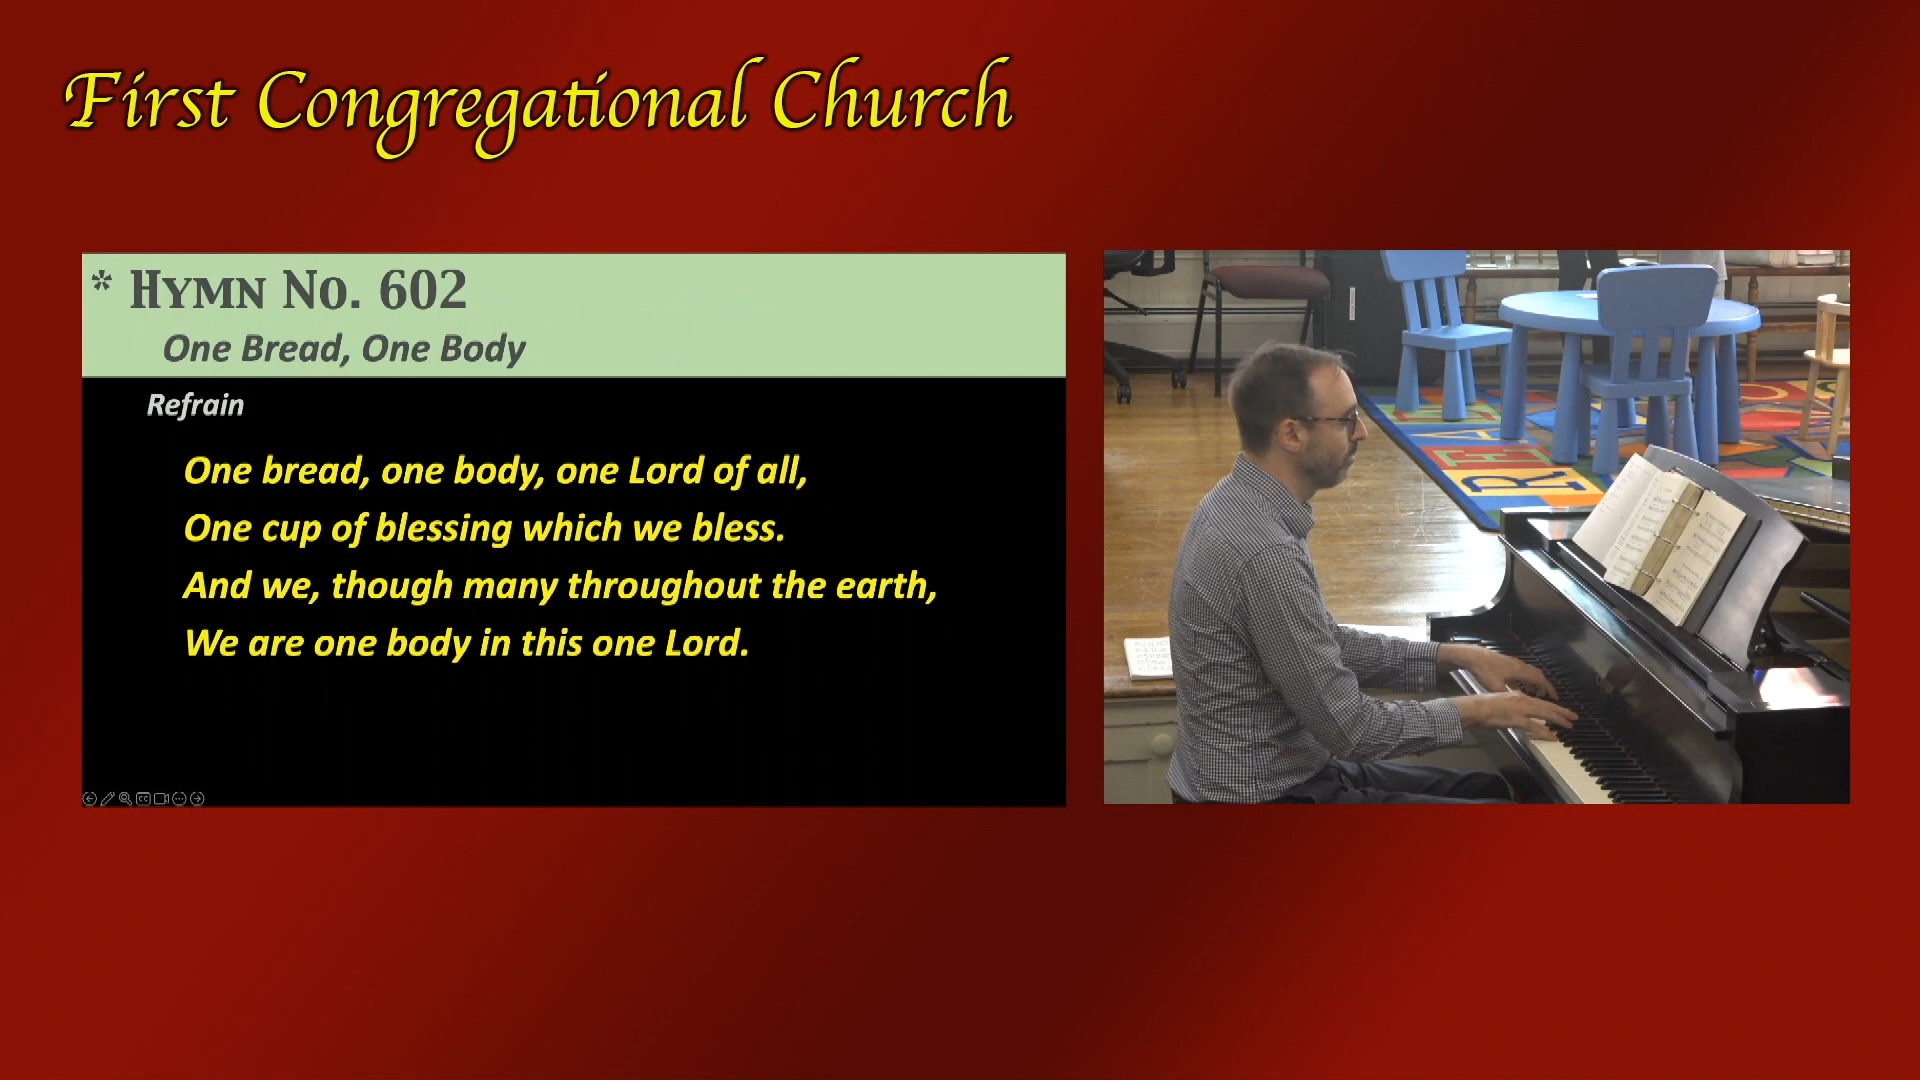 First Congregational Church
* Hymn No. 602
One Bread, One Body
Refrain
One bread, one body, one Lord of all,
One cup of blessing which we bless.
And we, though many throughout the earth,
We are one body in this one Lord.
READ